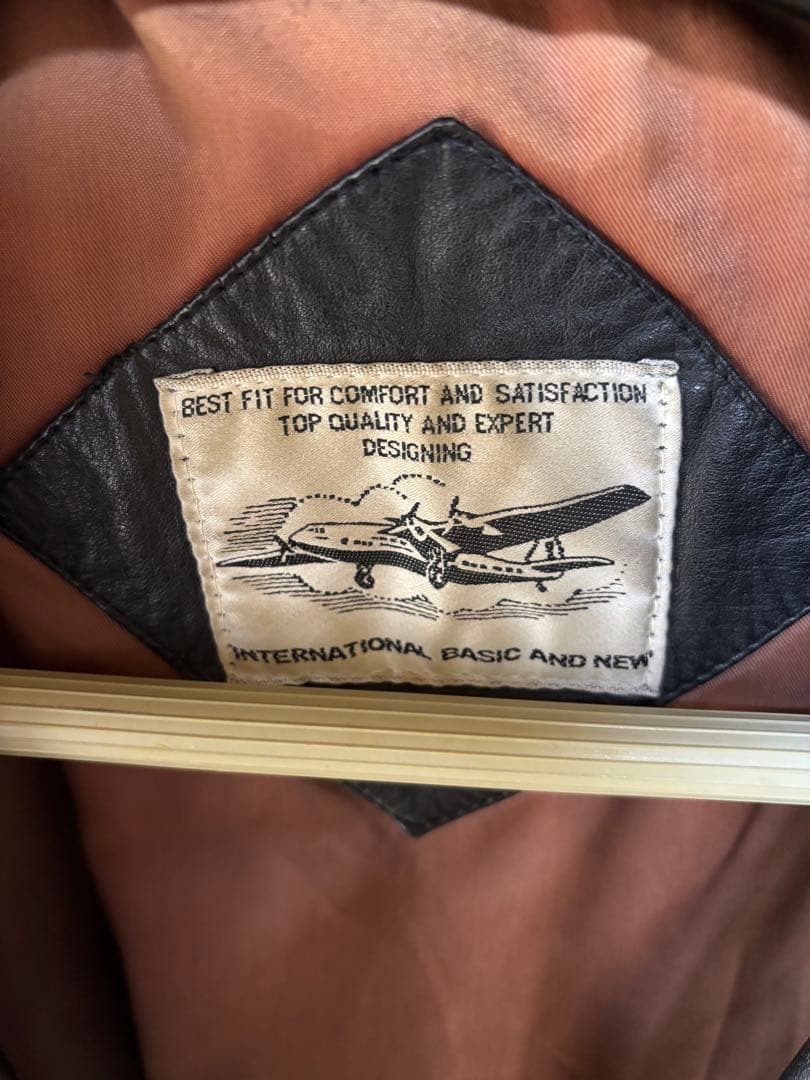 BEST FIT FOR COMFORT AND SATISFACTION
TOP QUALITY AND EXPERT
DESIGNING
INTERNATIONAL BASIC AND NEW